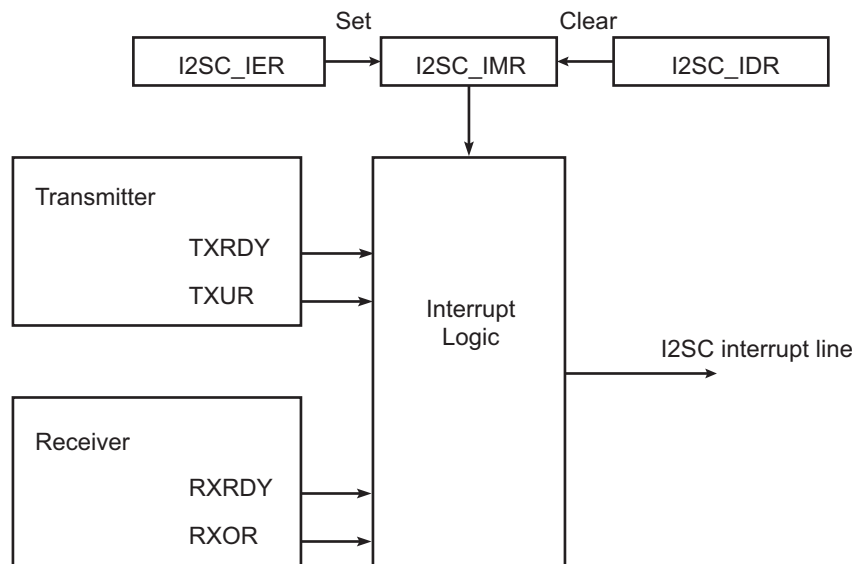 Set
Clear
I2SC_IER
I2SC_IMR
I2SC_IDR
Transmitter
TXRDY
TXUR
Interrupt
Logic
I2SC interrupt line
Receiver
RXRDY
RXOR